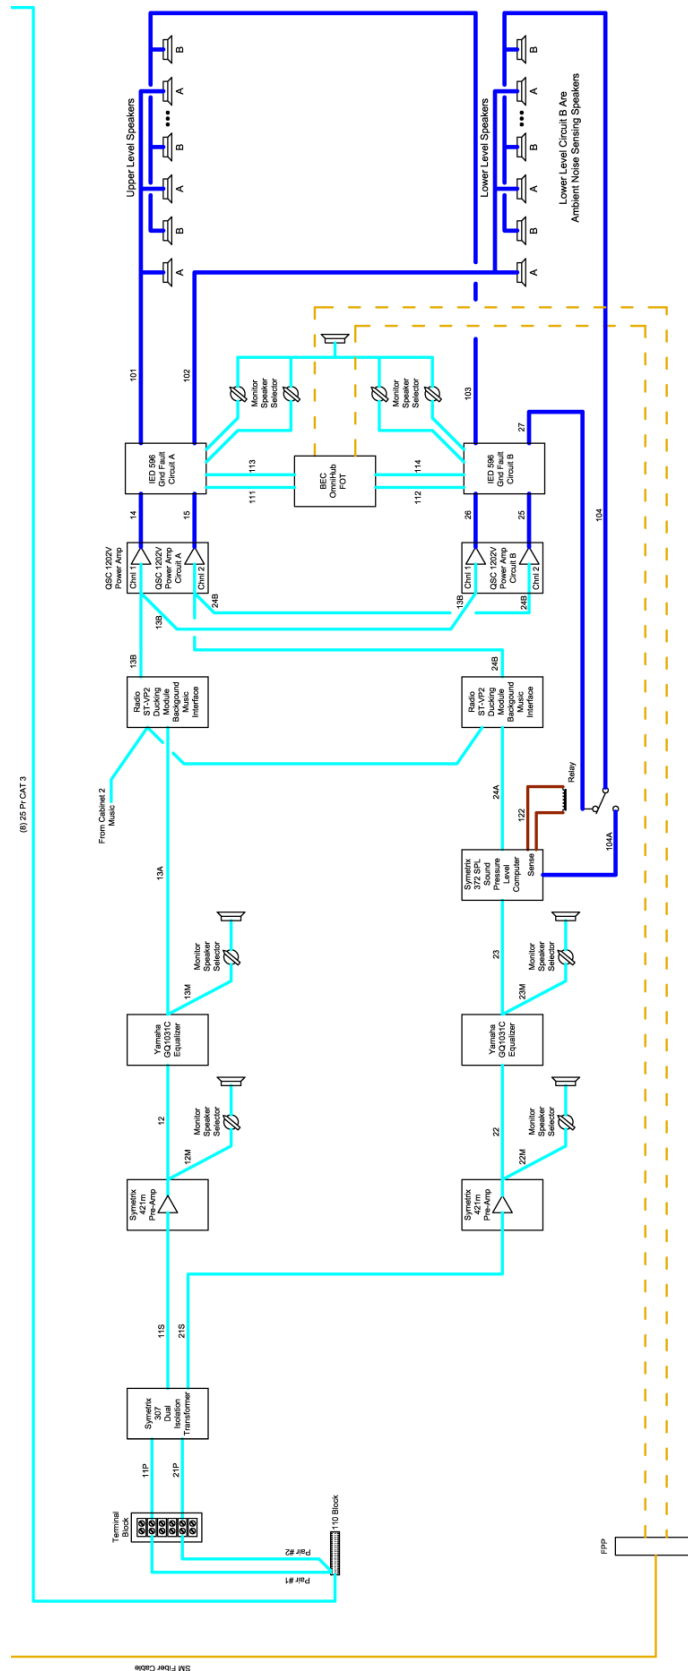 (8) 25 Pr CAT 3
SM Fiber Cable
Upper Level Speakers
A
B
A
B
A
B
Lower Level Speakers
A
B
A
B
A
B
Lower Level Circuit B Are
Ambient Noise Sensing Speakers
101
102
103
104
IED 596
Gnd Fault
Circuit A
Monitor
Speaker
Selector
Monitor
Speaker
Selector
113
111
BEC
OmniHub
FOT
114
112
IED 596
Gnd Fault
Circuit B
27
14
15
26
25
QSC 1202V
Power Amp
Chnl 1
QSC 1202V
Power Amp
Circuit A
Chnl 2
Chnl 1
QSC 1202V
Power Amp
Circuit B
Chnl 2
13B
24B
13B
24B
13B
24B
Radio
ST-VP2
Ducking
Module
Backgound
Music
Interface
Radio
ST-VP2
Ducking
Module
Backgound
Music
Interface
From Cabinet 2
Music
13A
24A
122
Relay
104A
Symetrix
372 SPL
Sound
Pressure
Level
Computer
Sense
Monitor
Speaker
Selector
13M
23
Monitor
Speaker
Selector
23M
Yamaha
GQ1031C
Equalizer
Yamaha
GQ1031C
Equalizer
12
Monitor
Speaker
Selector
12M
22
Monitor
Speaker
Selector
22M
Symetrix
421m
Pre-Amp
Symetrix
421m
Pre-Amp
11S
21S
Symetrix
307
Dual
Isolation
Transformer
11P
21P
Terminal
Block
110 Block
Pair #2
Pair #1
FPP